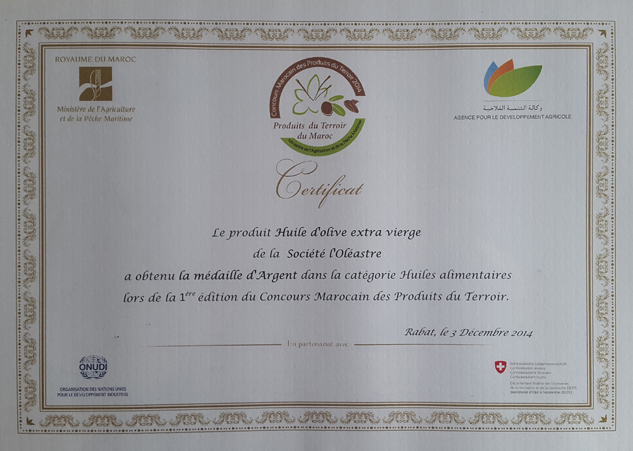 ROYAUME DU MAROC
Ministère de l'Agriculture
et de la Pêche Maritime
Concours Marocain des Produits du Terroir 2014
Produits du Terroir
du Maroc
وكالة التنمية الفلاحية
AGENCE POUR LE DEVELOPPEMENT AGRICOLE
Certificat
Le produit Huile d'olive extra vierge
de la Société l'Oléastre
a obtenu la médaille d'Argent dans la catégorie Huiles alimentaires
lors de la 1ère édition du Concours Marocain des Produits du Terroir.
Rabat, le 3 Décembre 2014
En partenariat avec
ONUDI
ORGANISATION DES NATIONS UNIES
POUR LE DÉVELOPPEMENT INDUSTRIEL